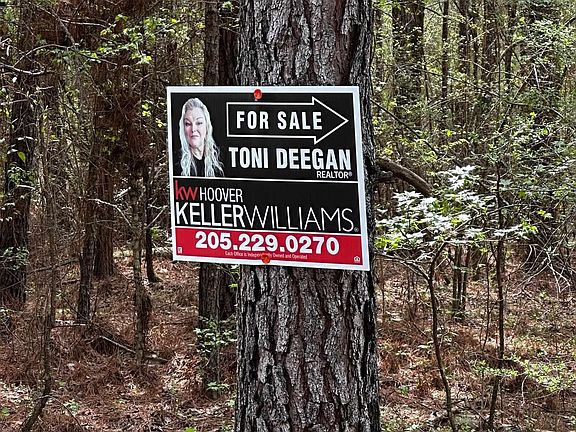 FOR SALE
TONI DEEGAN
REALTOR®
kw HOOVER
KELLERWILLIAMS®
205.229.0270
Each Office is Independently Owned and Operated